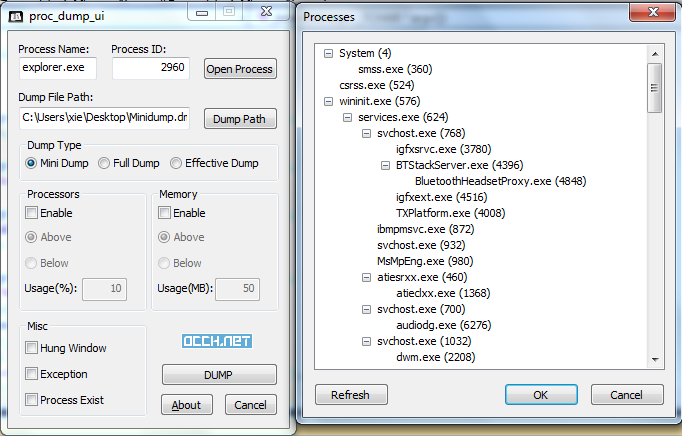 proc_dump_ui
Process Name: Process ID:
explorer.exe 2960 Open Process
Dump File Path:
C:\Users\xie\Desktop\Minidump.dm Dump Path
Dump Type
Mini Dump Full Dump Effective Dump
Processors
Enable
Above
Below
Usage(%): 10
Memory
Enable
Above
Below
Usage(MB): 50
Misc
Hung Window
Exception
Process Exist
OCCH.NET
DUMP
About Cancel
Processes
System (4)
smss.exe (360)
csrss.exe (524)
wininit.exe (576)
services.exe (624)
svchost.exe (768)
igfxsrvc.exe (3780)
BTStackServer.exe (4396)
BluetoothHeadsetProxy.exe (4848)
igfxext.exe (4516)
TXPlatform.exe (4008)
ibmpmsvc.exe (872)
svchost.exe (932)
MsMpEng.exe (980)
atiesrxx.exe (460)
atieclxx.exe (1368)
svchost.exe (700)
audiodg.exe (6276)
svchost.exe (1032)
dwm.exe (2208)
Refresh OK Cancel